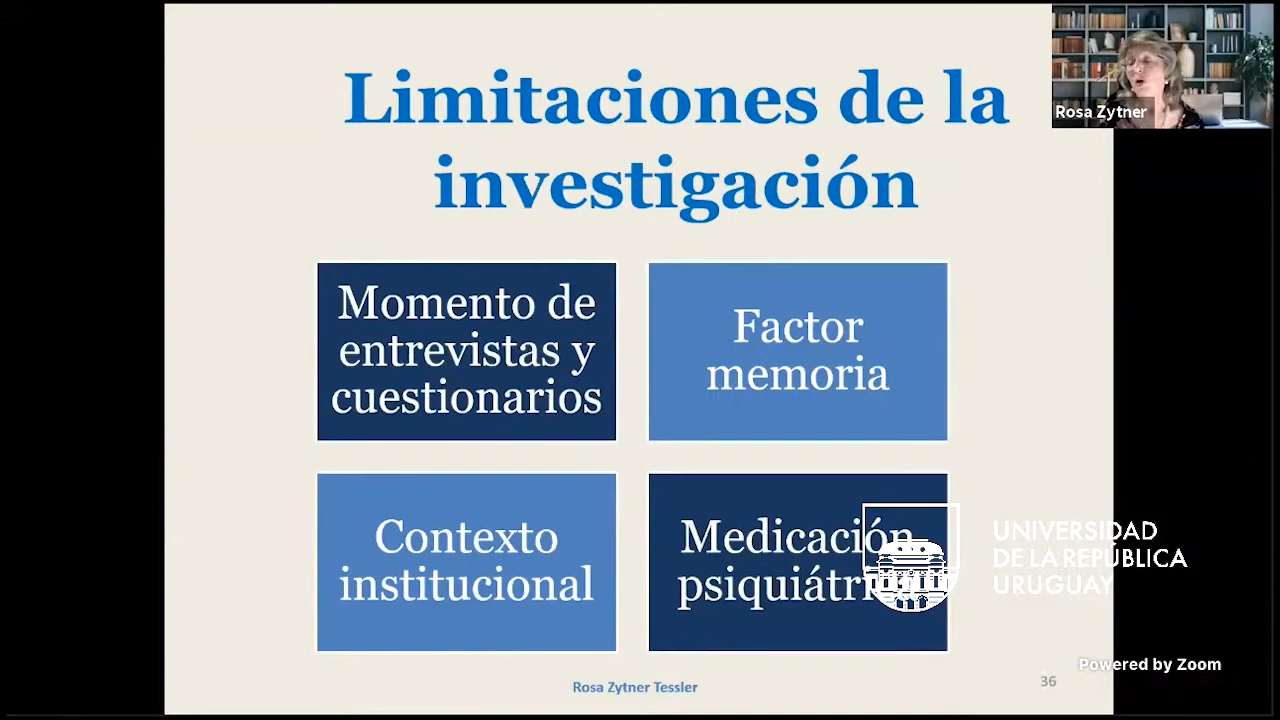 Limitaciones de la
investigación
Rosa Zytner
Momento de
entrevistas y
cuestionarios
Factor
memoria
Contexto
institucional
Medicación
UNIVERSIDAD
DE LA REPÚBLICA
URUGUAY
Powered by Zoom
Rosa Zytner Tessler
36